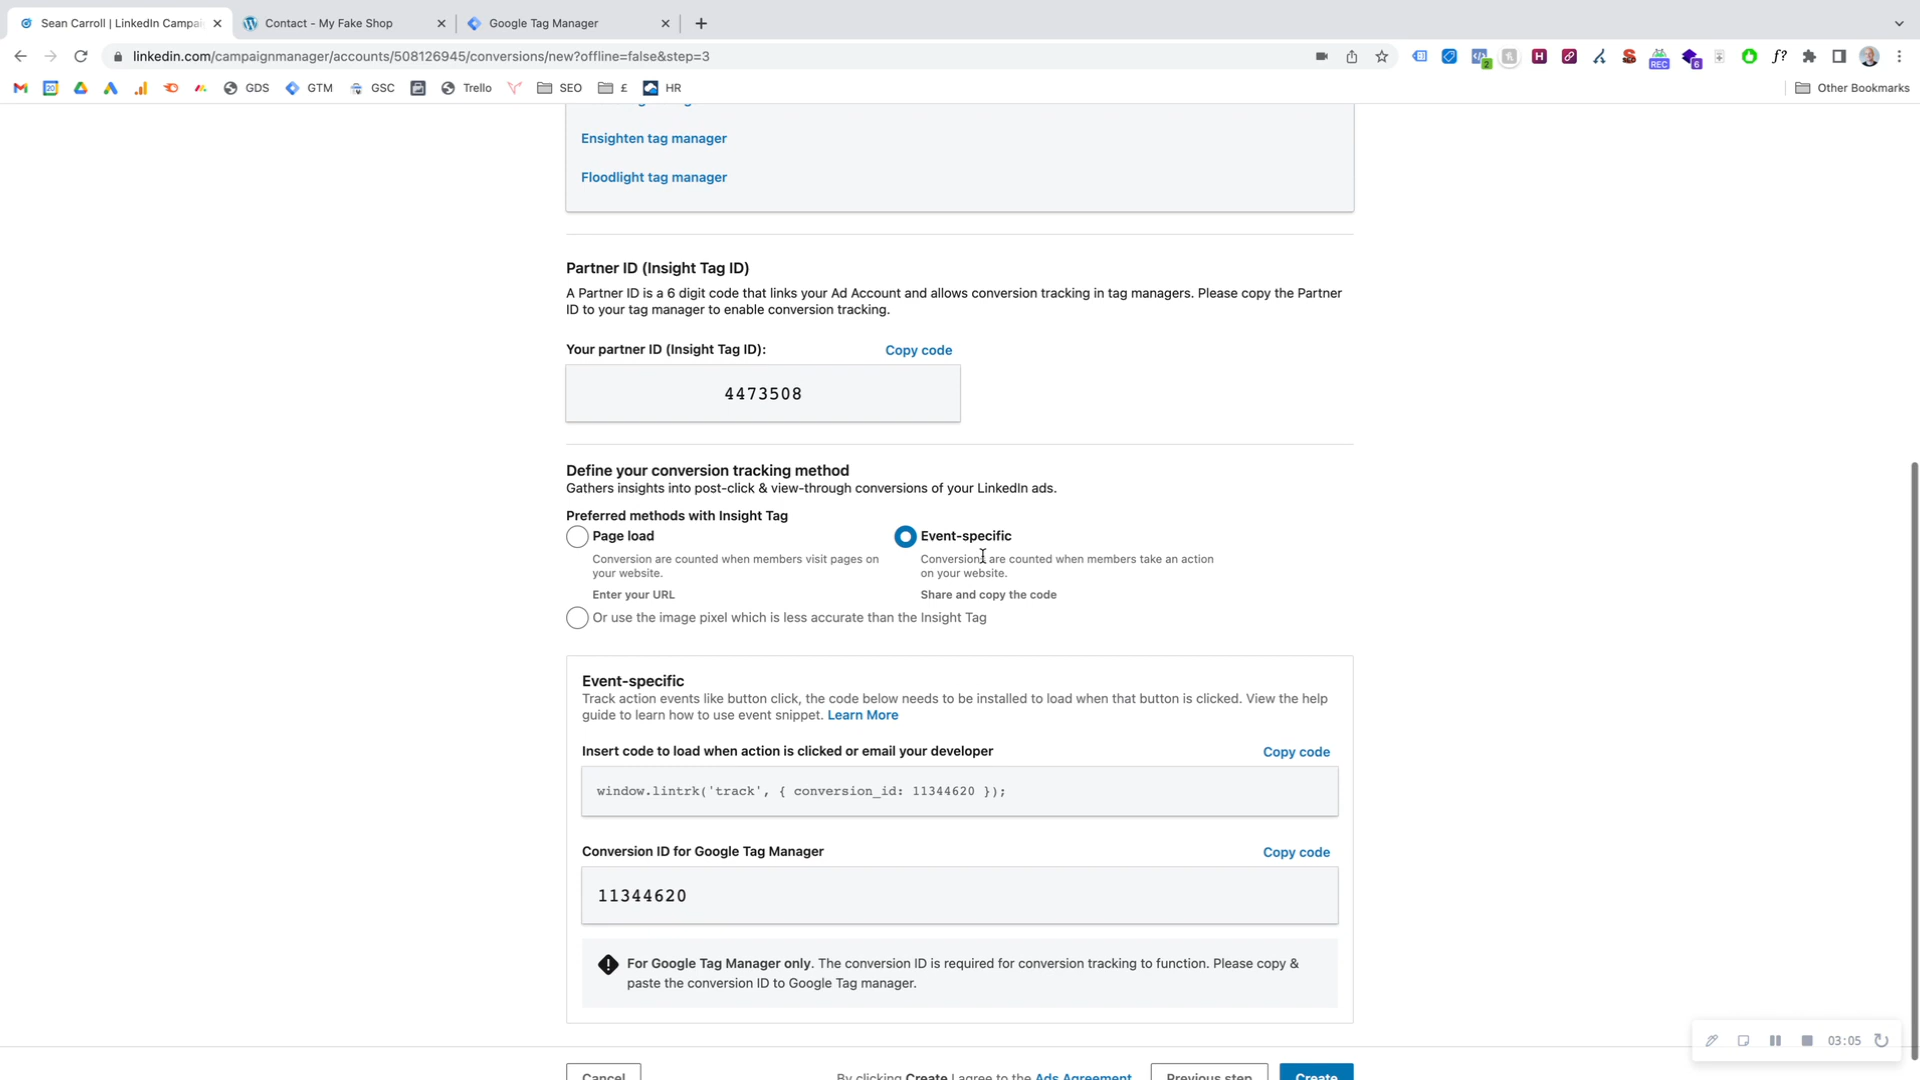 Sean Carroll | LinkedIn Campai
Contact - My Fake Shop
Google Tag Manager
linkedin.com/campaignmanager/accounts/508126945/conversions/new?offline=false&step=3
GDS
GTM
GSC
Trello
SEO
£
HR
Other Bookmarks
Ensighten tag manager
Floodlight tag manager
Partner ID (Insight Tag ID)
A Partner ID is a 6 digit code that links your Ad Account and allows conversion tracking in tag managers. Please copy the Partner
ID to your tag manager to enable conversion tracking.
Your partner ID (Insight Tag ID):
Copy code
4473508
Define your conversion tracking method
Gathers insights into post-click & view-through conversions of your LinkedIn ads.
Preferred methods with Insight Tag
Page load
Conversion are counted when members visit pages on
your website.
Enter your URL
Event-specific
Conversions are counted when members take an action
on your website.
Share and copy the code
Or use the image pixel which is less accurate than the Insight Tag
Event-specific
Track action events like button click, the code below needs to be installed to load when that button is clicked. View the help
guide to learn how to use event snippet. Learn More
Insert code to load when action is clicked or email your developer
Copy code
window.lintrk('track', { conversion_id: 11344620 });
Conversion ID for Google Tag Manager
Copy code
11344620
For Google Tag Manager only. The conversion ID is required for conversion tracking to function. Please copy &
paste the conversion ID to Google Tag manager.
Cancel
By clicking Create I agree to the Ads Agreement
Previous step
Create
03:05